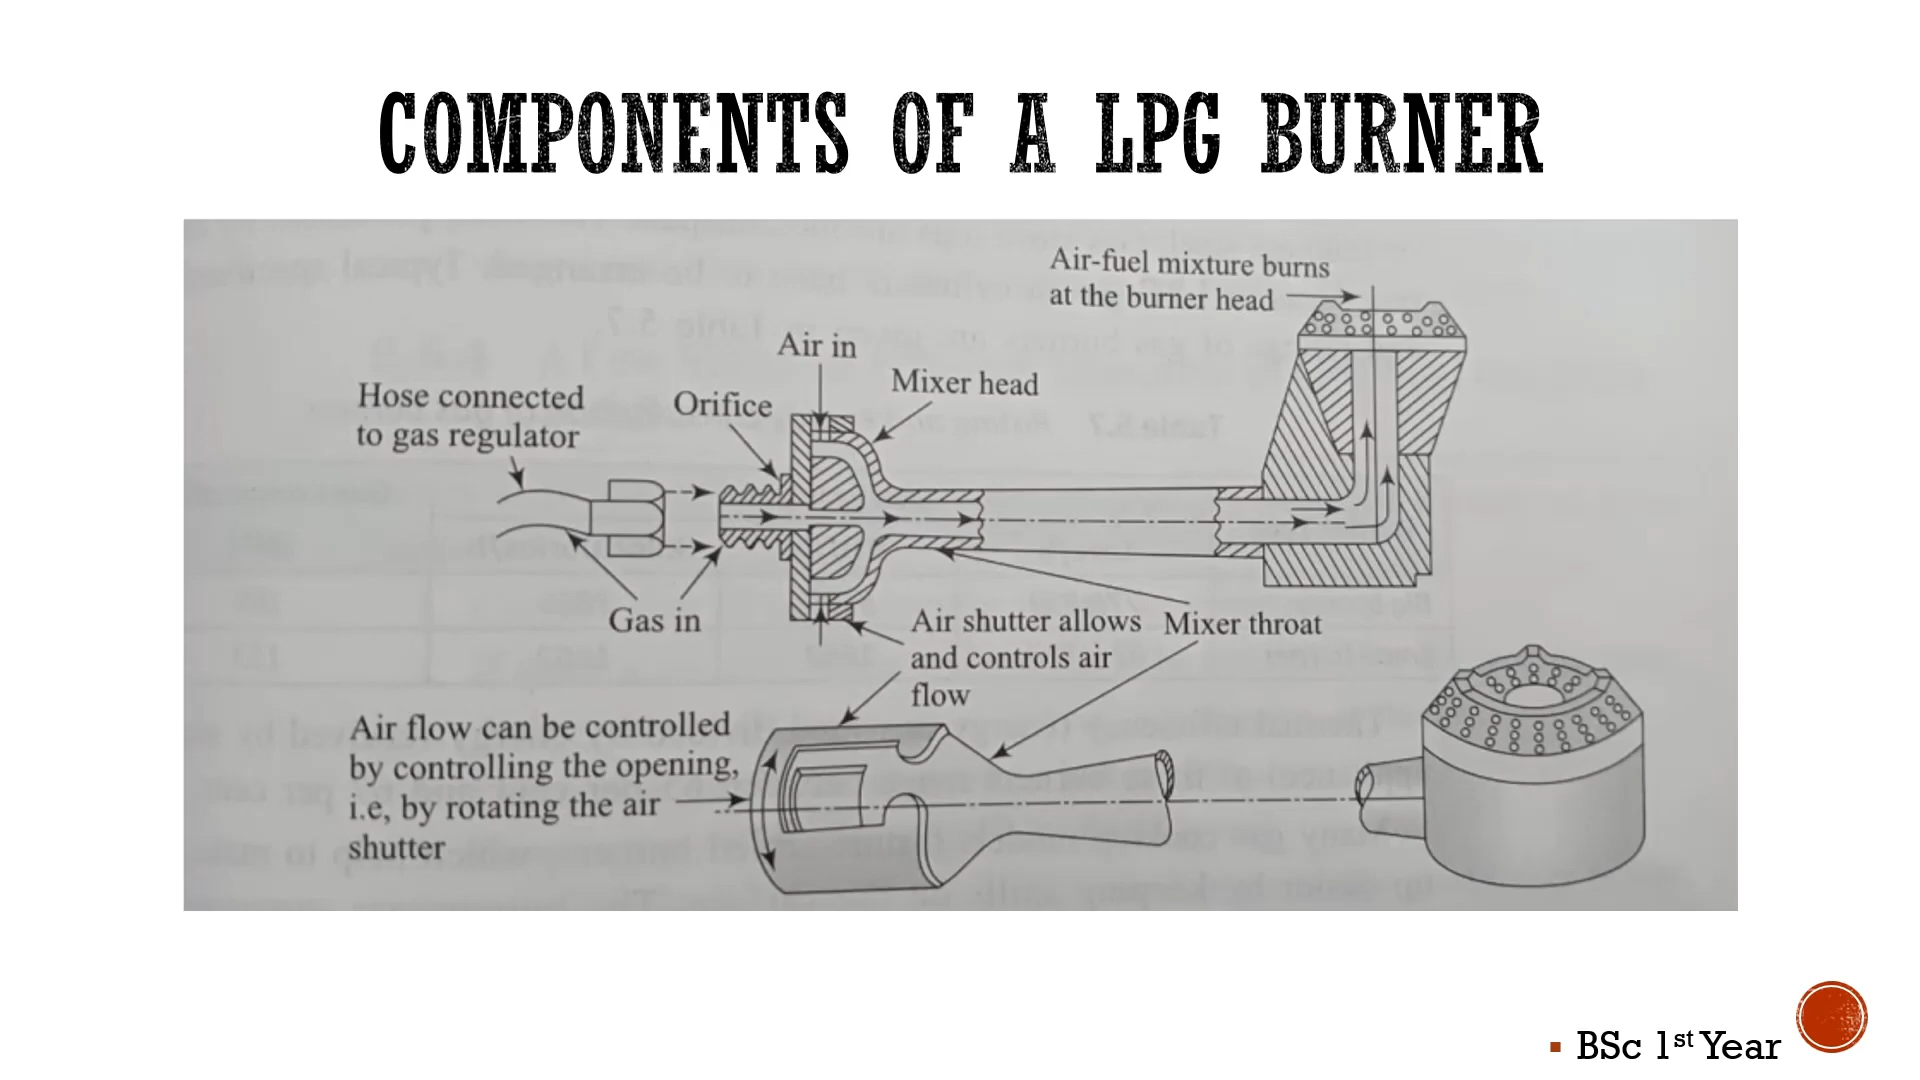 COMPONENTS OF A LPG BURNER
Air-fuel mixture burns
at the burner head
Air in
Mixer head
Hose connected
to gas regulator
Orifice
Gas in
Air shutter allows
and controls air
flow
Mixer throat
Air flow can be controlled
by controlling the opening,
i.e, by rotating the air
shutter
BSc 1st Year